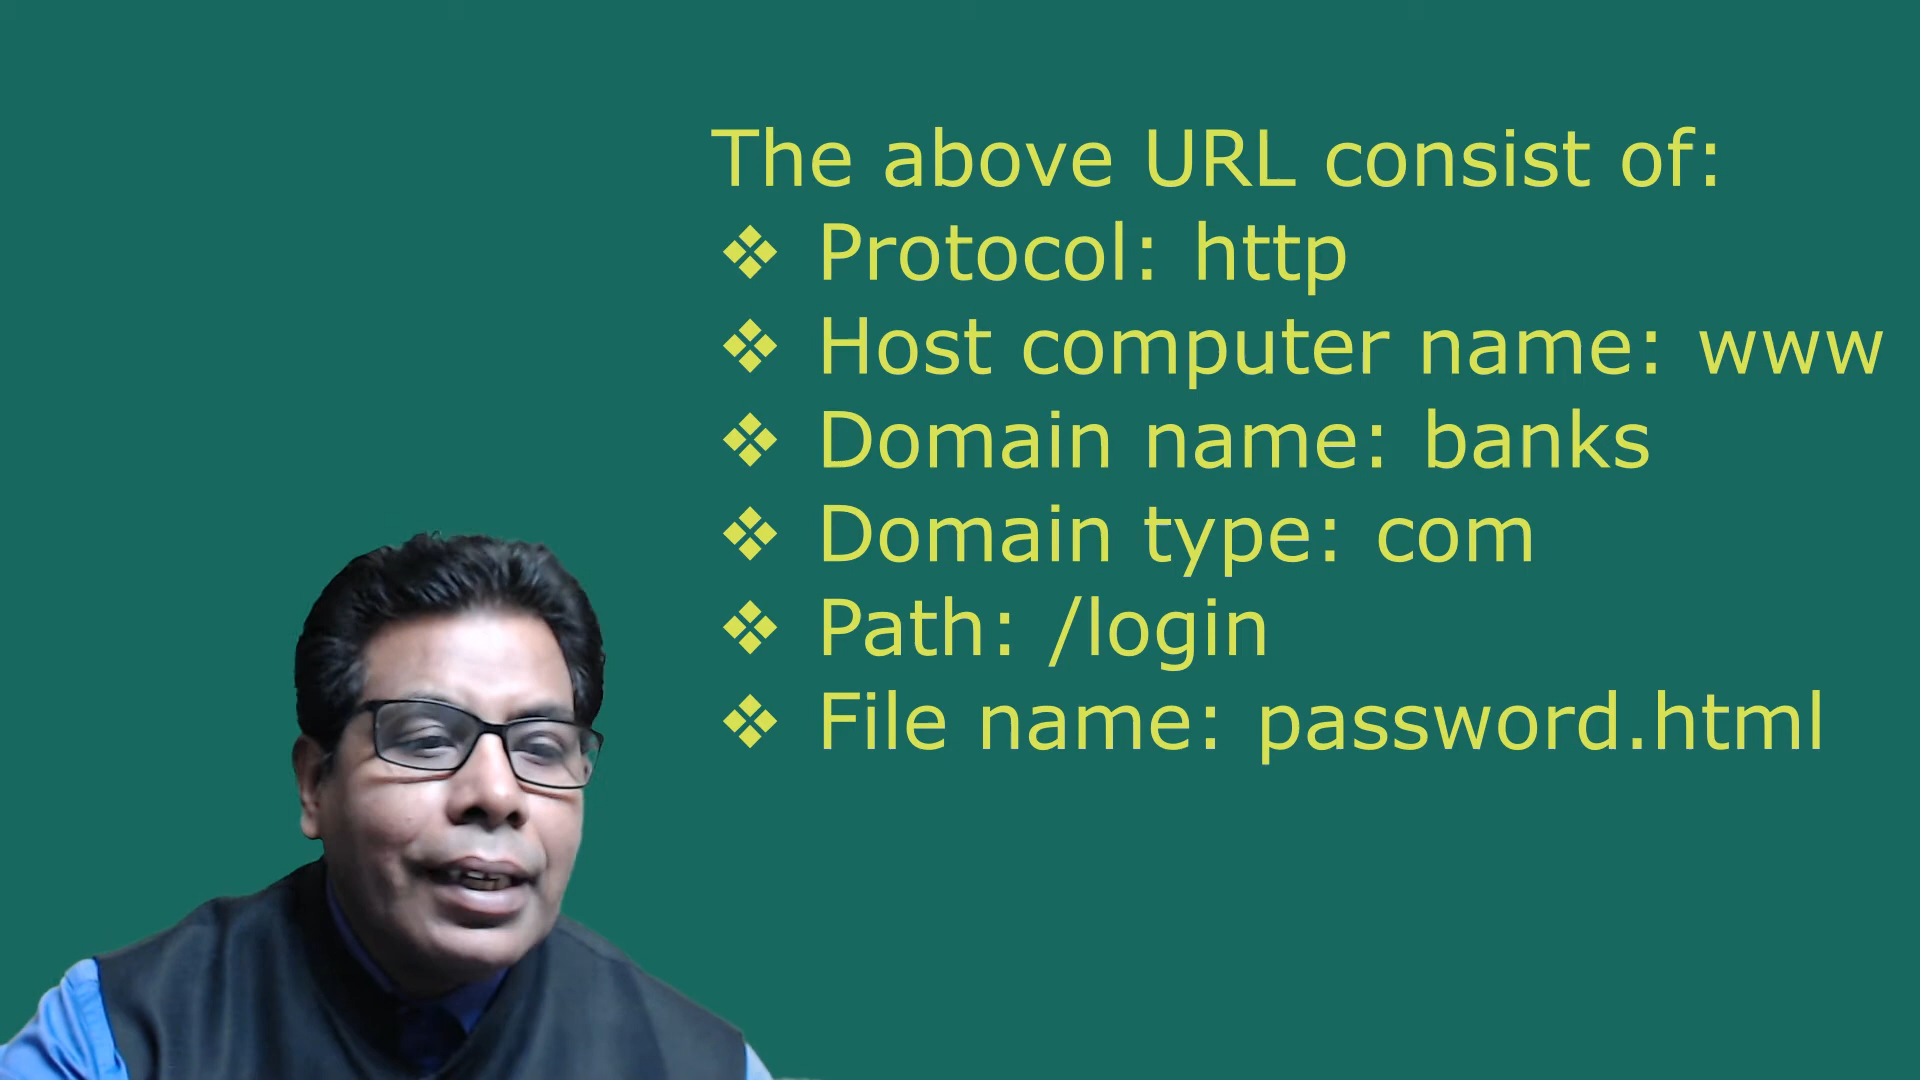 The above URL consist of:
❖ Protocol: http
❖ Host computer name: www
❖ Domain name: banks
❖ Domain type: com
❖ Path: /login
❖ File name: password.html